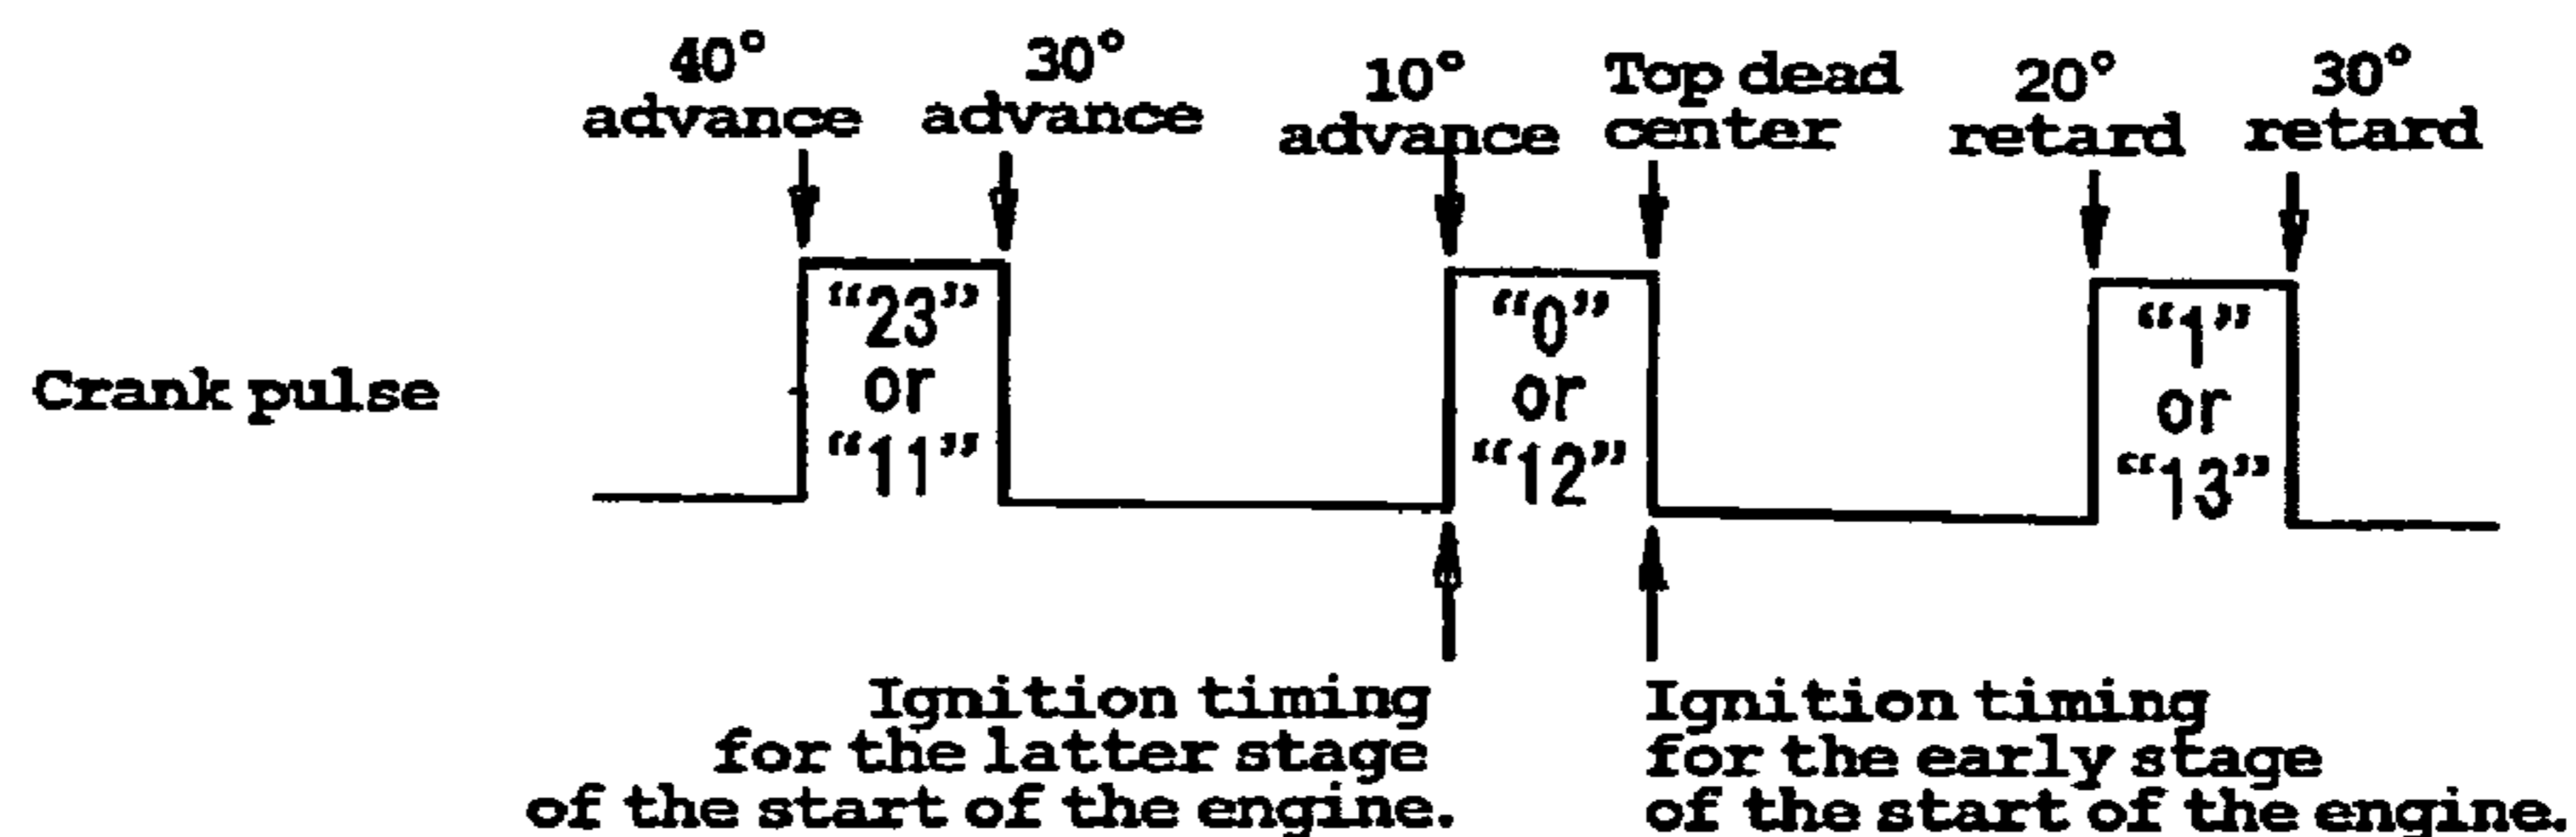 40°
advance
30°
advance
10°
advance
Top dead
center
20°
retard
30°
retard
Crank pulse
“23”
or
“11”
“0”
or
“12”
“1”
or
“13”
Ignition timing
for the latter stage
of the start of the engine.
Ignition timing
for the early stage
of the start of the engine.